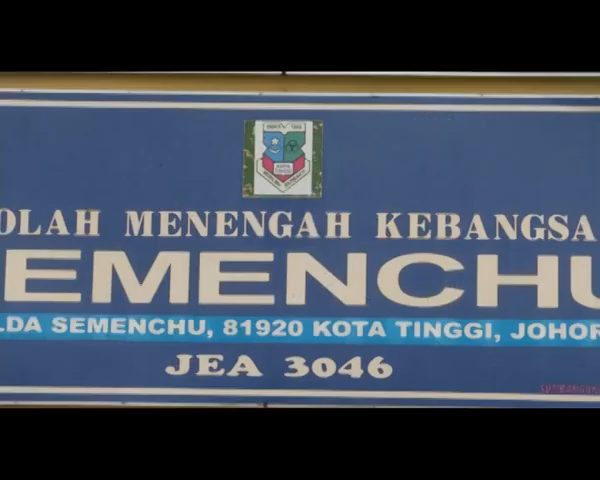 OLAH MENENGAH KEBANGSA
EMENCHU
LDA SEMENCHU, 81920 KOTA TINGGI, JOHOR
JEA 3046